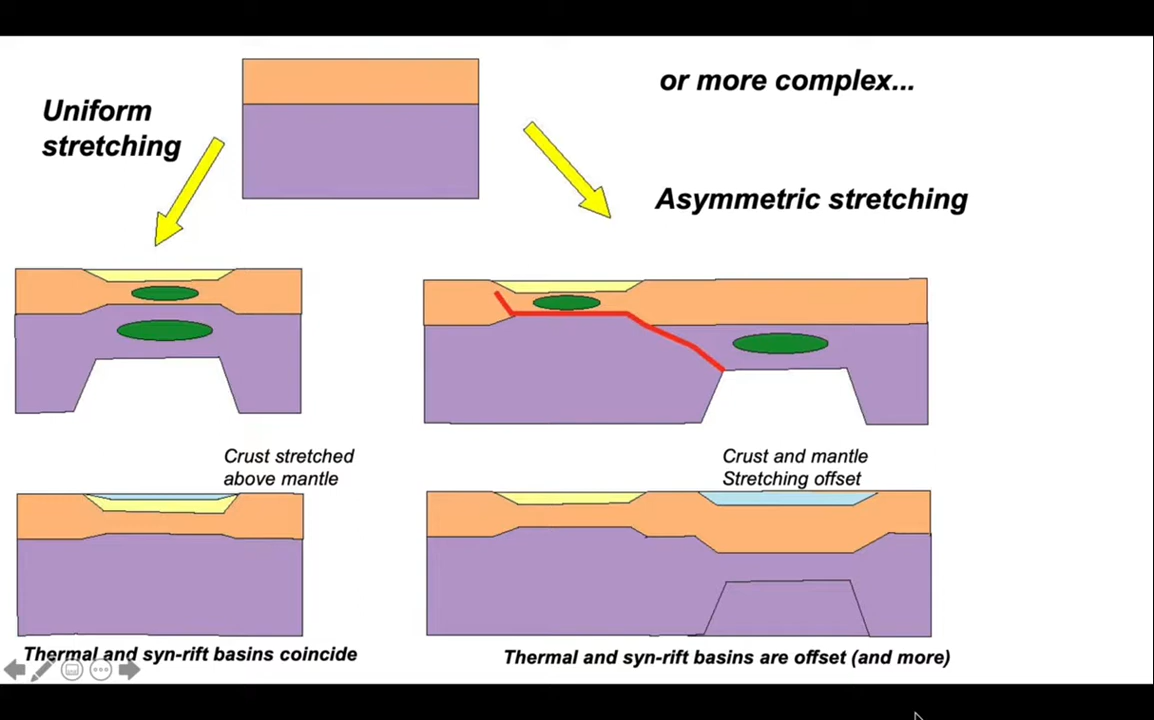 Uniform
stretching
or more complex...
Asymmetric stretching
Crust stretched
above mantle
Crust and mantle
Stretching offset
Thermal and syn-rift basins coincide
Thermal and syn-rift basins are offset (and more)